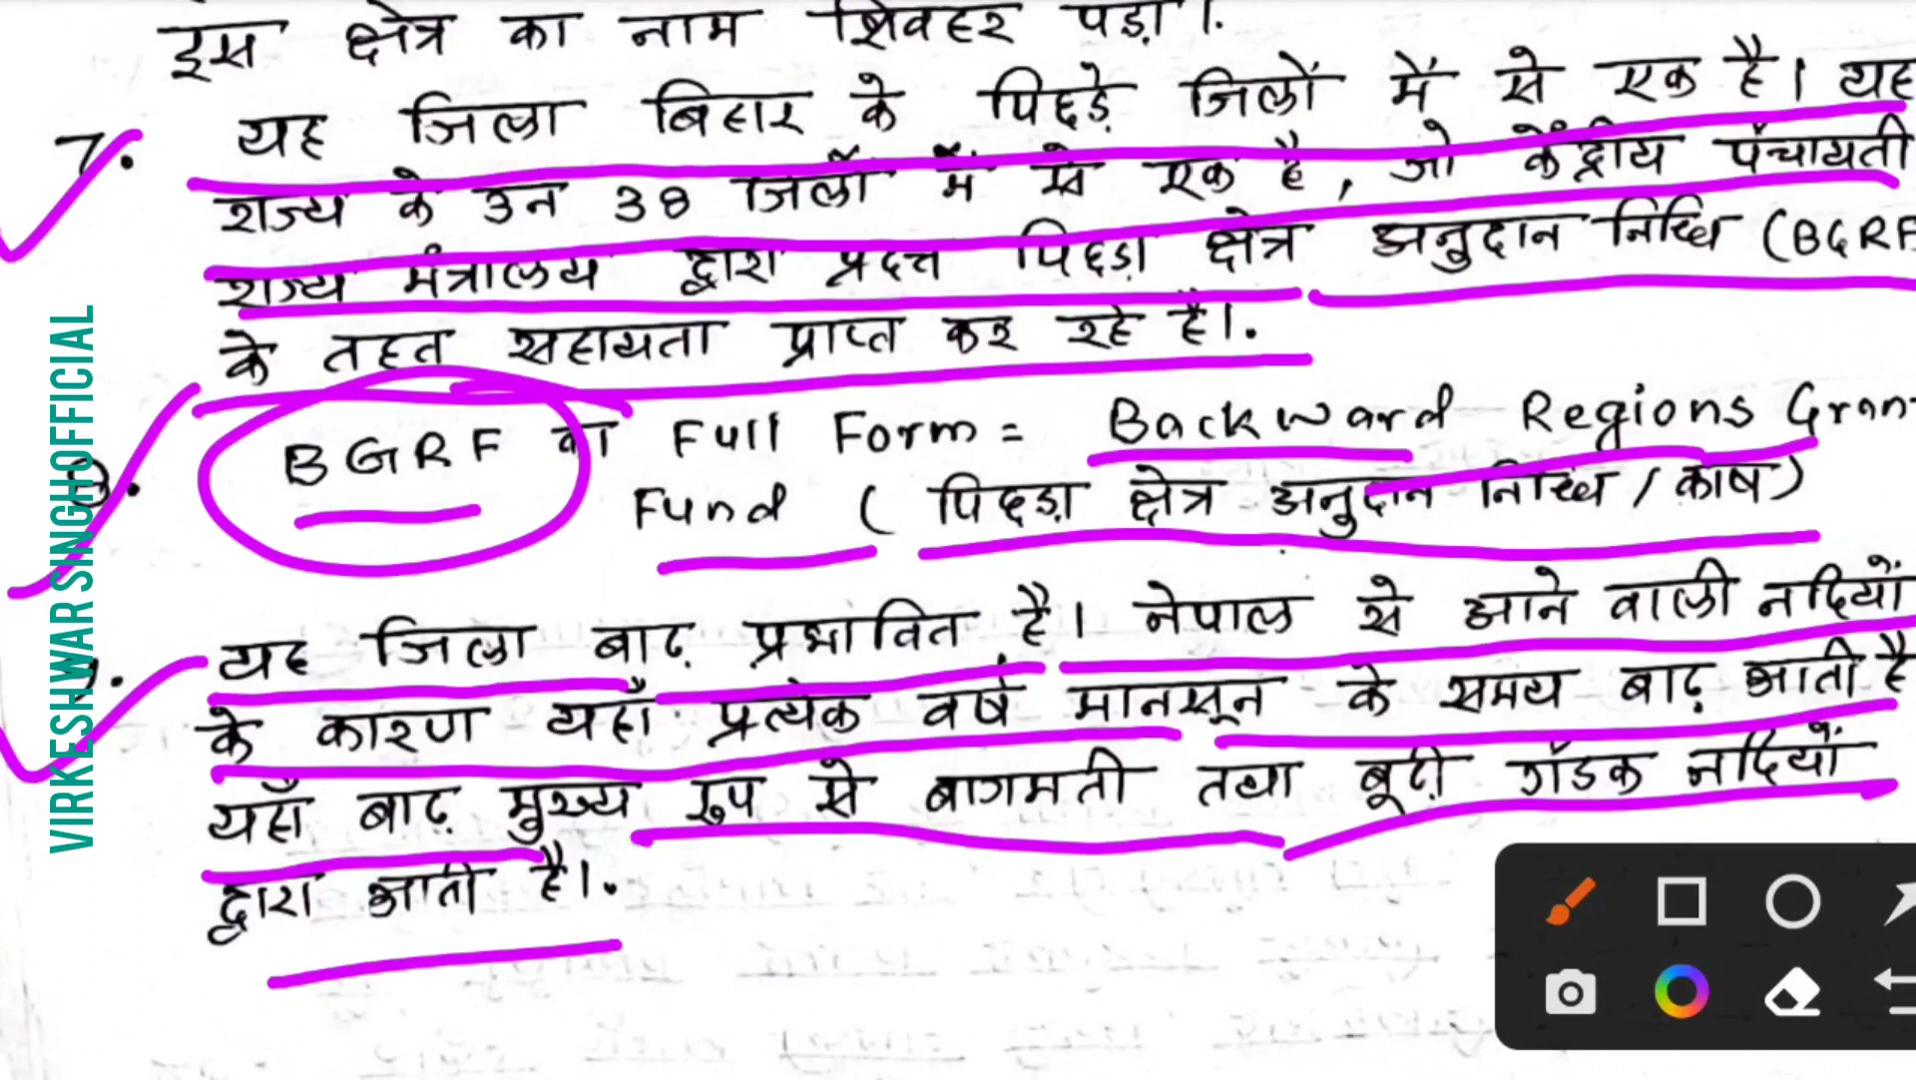 इस क्षेत्र का नाम शिवहर पड़ा।
7. यह जिला बिहार के पिछड़े जिलों में से एक है। यह
राज्य के उन 38 जिलों में से एक है, जो केंद्रीय पंचायती
राज्य मंत्रालय द्वारा प्रदत्त पिछड़ा क्षेत्र अनुदान निधि (BGRF
के तहत सहायता प्राप्त कर रहे हैं।
8. BGRF का Full Form = Backward Regions Gran
Fund (पिछड़ा क्षेत्र अनुदान निधि / कोष)
9. यह जिला बाढ़ प्रभावित है। नेपाल से आने वाली नदियों
के कारण यहाँ प्रत्येक वर्ष मानसून के समय बाढ़ आती है
यहाँ बाढ़ मुख्य रूप से बागमती तथा बूढ़ी गंडक नदियों
द्वारा आती है।
VIRKESHWAR SINGH OFFICIAL